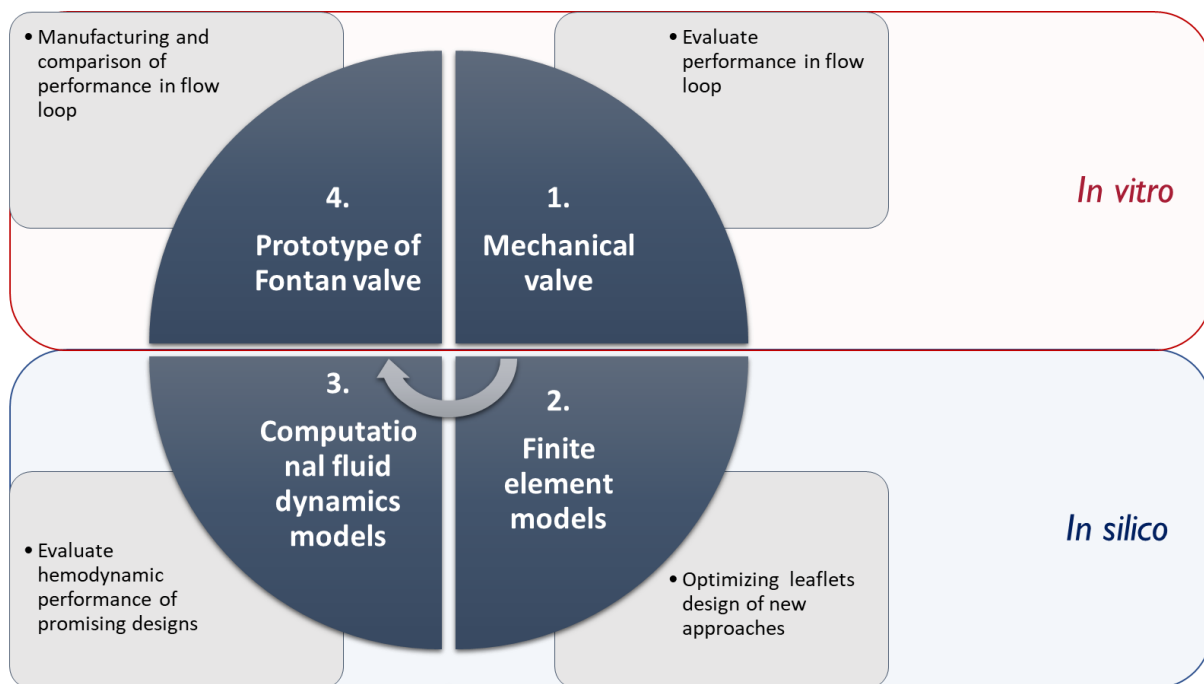 • Manufacturing and
comparison of
performance in flow
loop
• Evaluate
performance in flow
loop
4.
Prototype of
Fontan valve
1.
Mechanical
valve
In vitro
3.
Computatio
nal fluid
dynamics
models
2.
Finite
element
models
In silico
• Evaluate
hemodynamic
performance of
promising designs
• Optimizing leaflets
design of new
approaches